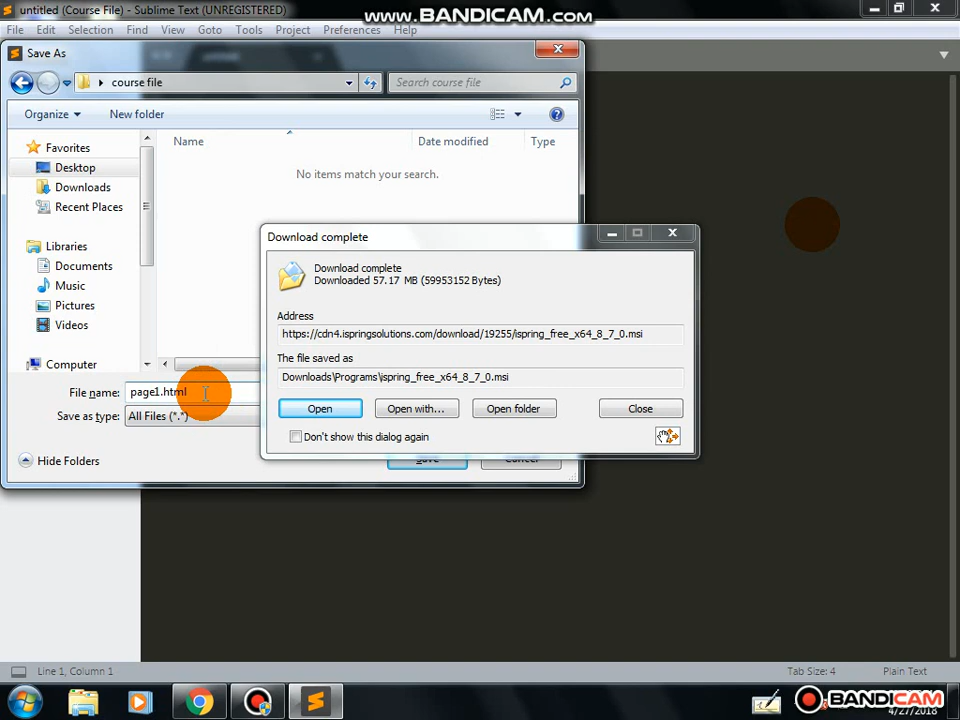 untitled (Course File) - Sublime Text (UNREGISTERED)
www.BANDICAM.com
File Edit Selection Find View Goto Tools Project Preferences Help
Save As
course file
Search course file
Organize New folder
Favorites
Desktop
Downloads
Recent Places
Libraries
Documents
Music
Pictures
Videos
Computer
Name Date modified Type
No items match your search.
File name: page1.html
Save as type: All Files (*.*)
Hide Folders
Save Cancel
Download complete
Download complete
Downloaded 57.17 MB (59953152 Bytes)
Address
https://cdn4.ispringsolutions.com/download/19255/ispring_free_x64_8_7_0.msi
The file saved as
Downloads\Programs\ispring_free_x64_8_7_0.msi
Open Open with... Open folder Close
Don't show this dialog again
Line 1, Column 1
Tab Size: 4 Plain Text
BANDICAM
4/27/2018